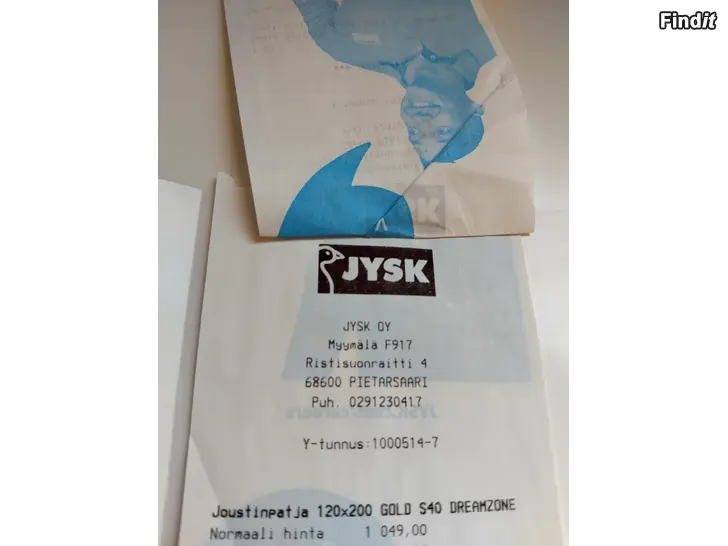 Findit
JYSK
JYSK OY
Myymälä F917
Ristisuonraitti 4
68600 PIETARSAARI
Puh. 0291230417
Y-tunnus:1000514-7
Joustinpatja 120x200 GOLD S40 DREAMZONE
Normaali hinta 1 049,00